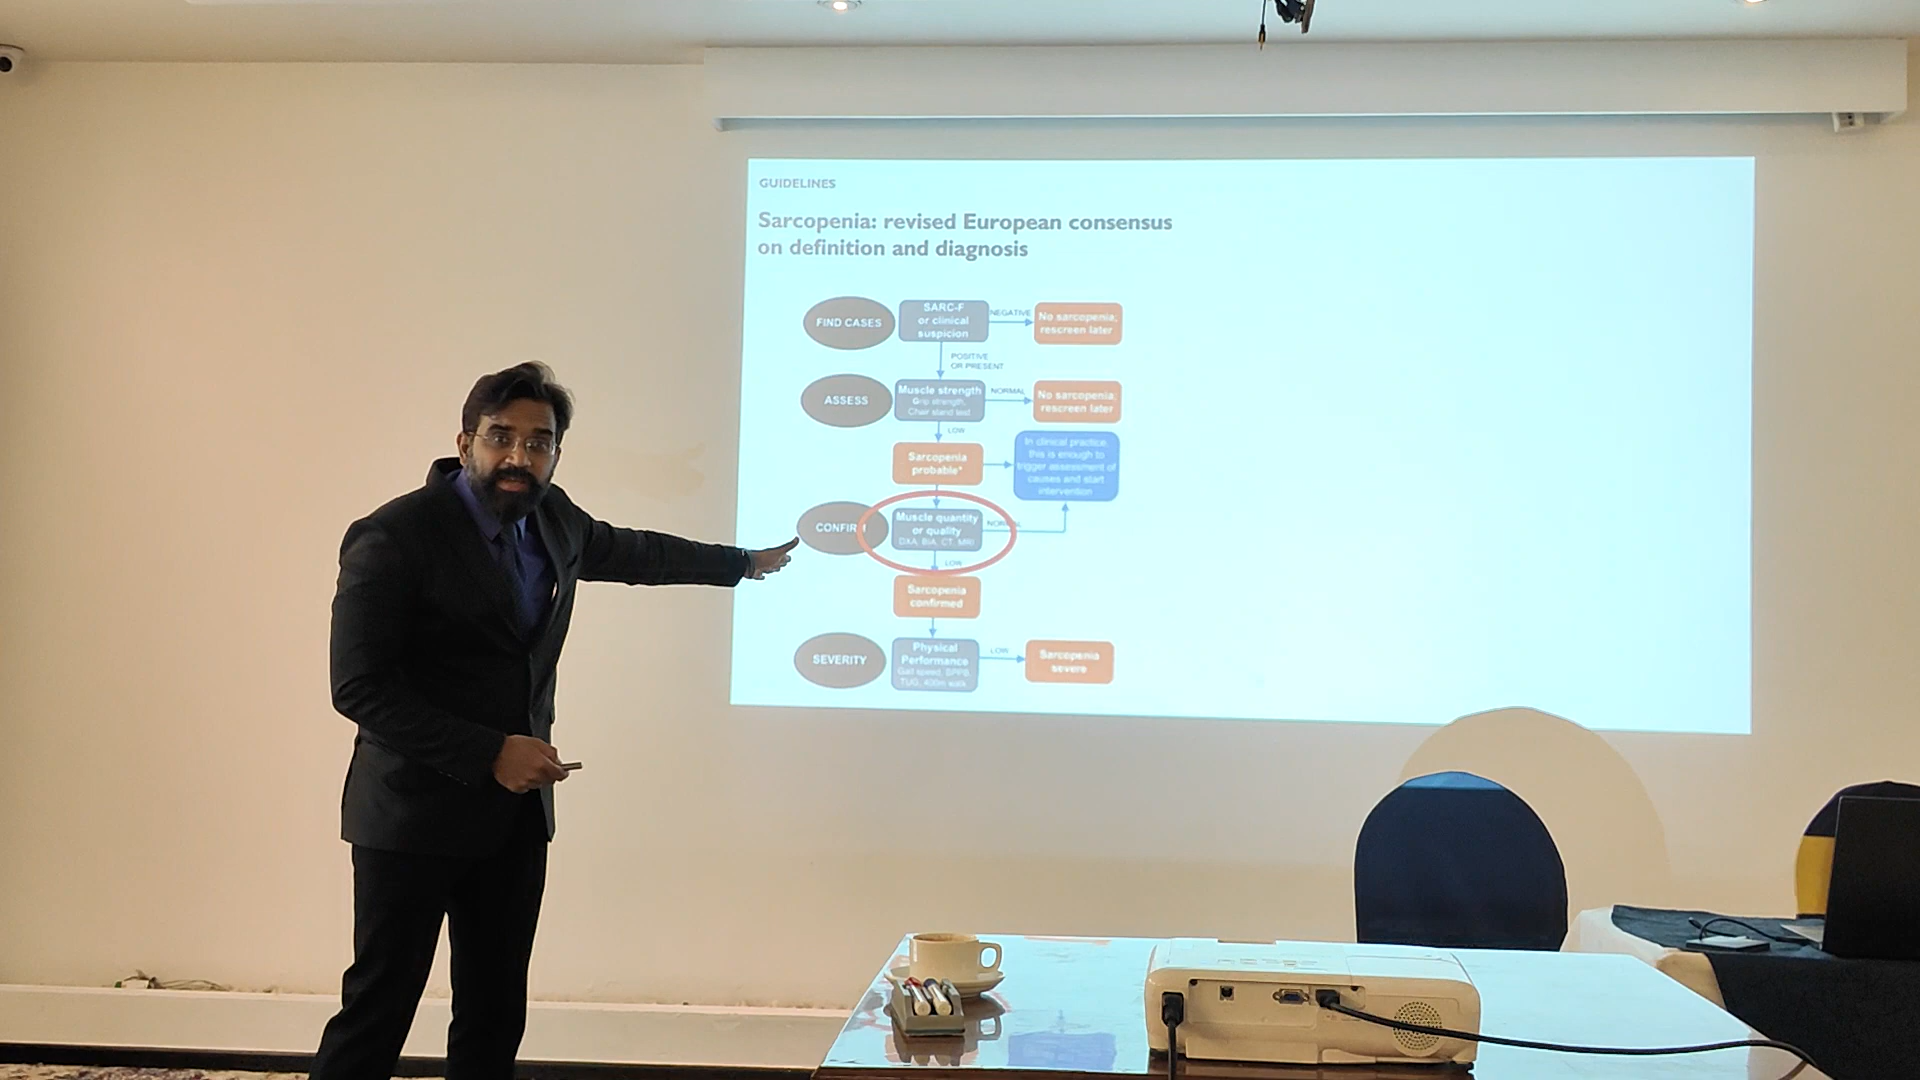 GUIDELINES
Sarcopenia: revised European consensus
on definition and diagnosis
FIND CASES
SARC-F
or clinical
suspicion
NEGATIVE
No sarcopenia;
rescreen later
POSITIVE
OR PRESENT
ASSESS
Muscle strength
Grip strength,
Chair stand test
NORMAL
No sarcopenia;
rescreen later
LOW
Sarcopenia
probable*
In clinical practice,
this is enough to
trigger assessment of
causes and start
intervention
CONFIRM
Muscle quantity
or quality
DXA, BIA, CT, MRI
NORMAL
LOW
Sarcopenia
confirmed
SEVERITY
Physical
Performance
Gait speed, SPPB,
TUG, 400m walk
LOW
Sarcopenia
severe